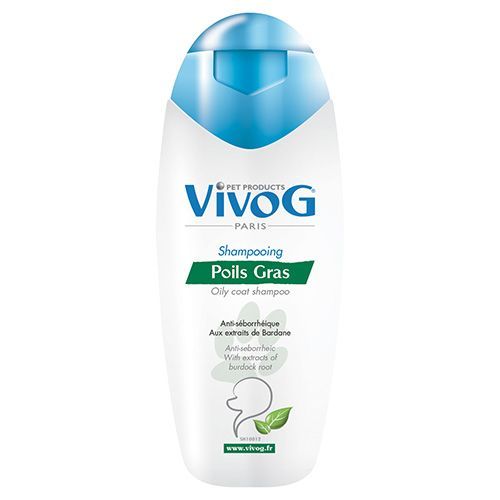 PET PRODUCTS
VIVOG
PARIS
Shampooing
Poils Gras
Oily coat shampoo
Anti-séborrhéique
Aux extraits de Bardane
Anti-seborrheic
With extracts of
burdock root
SH10012
www.vivog.fr